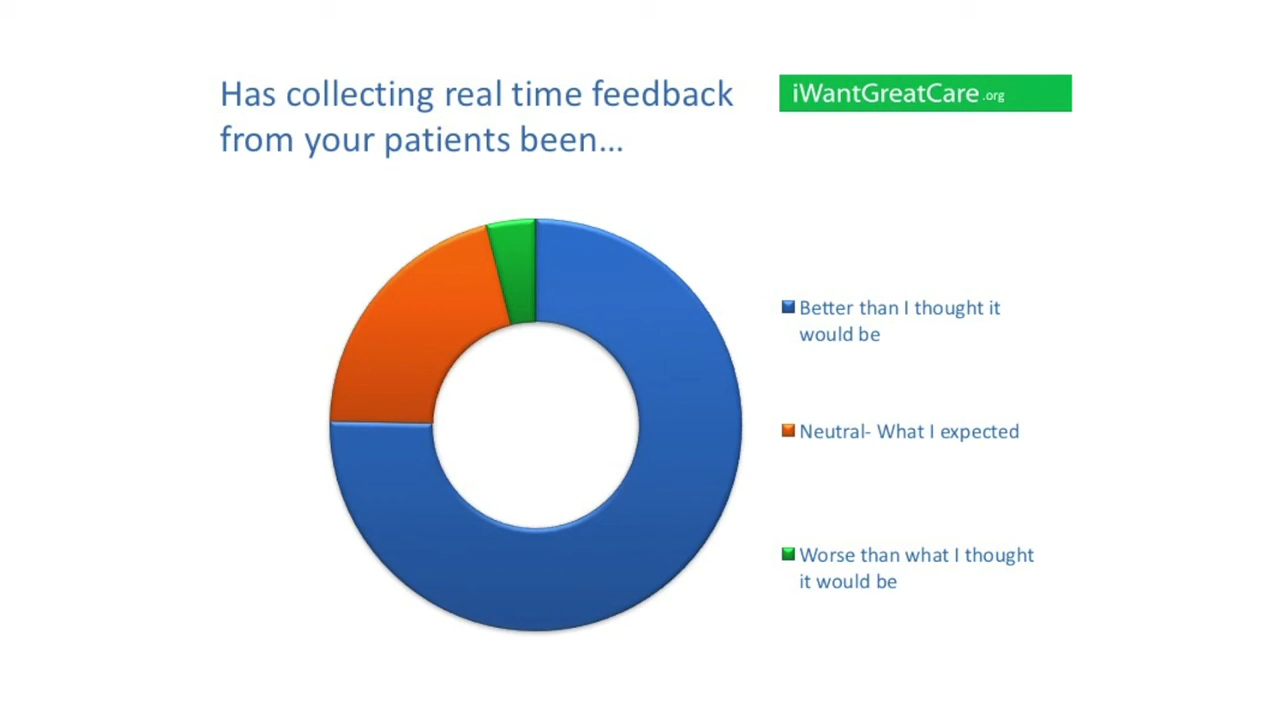 Has collecting real time feedback
from your patients been...
iWantGreatCare.org
Better than I thought it
would be
Neutral- What I expected
Worse than what I thought
it would be